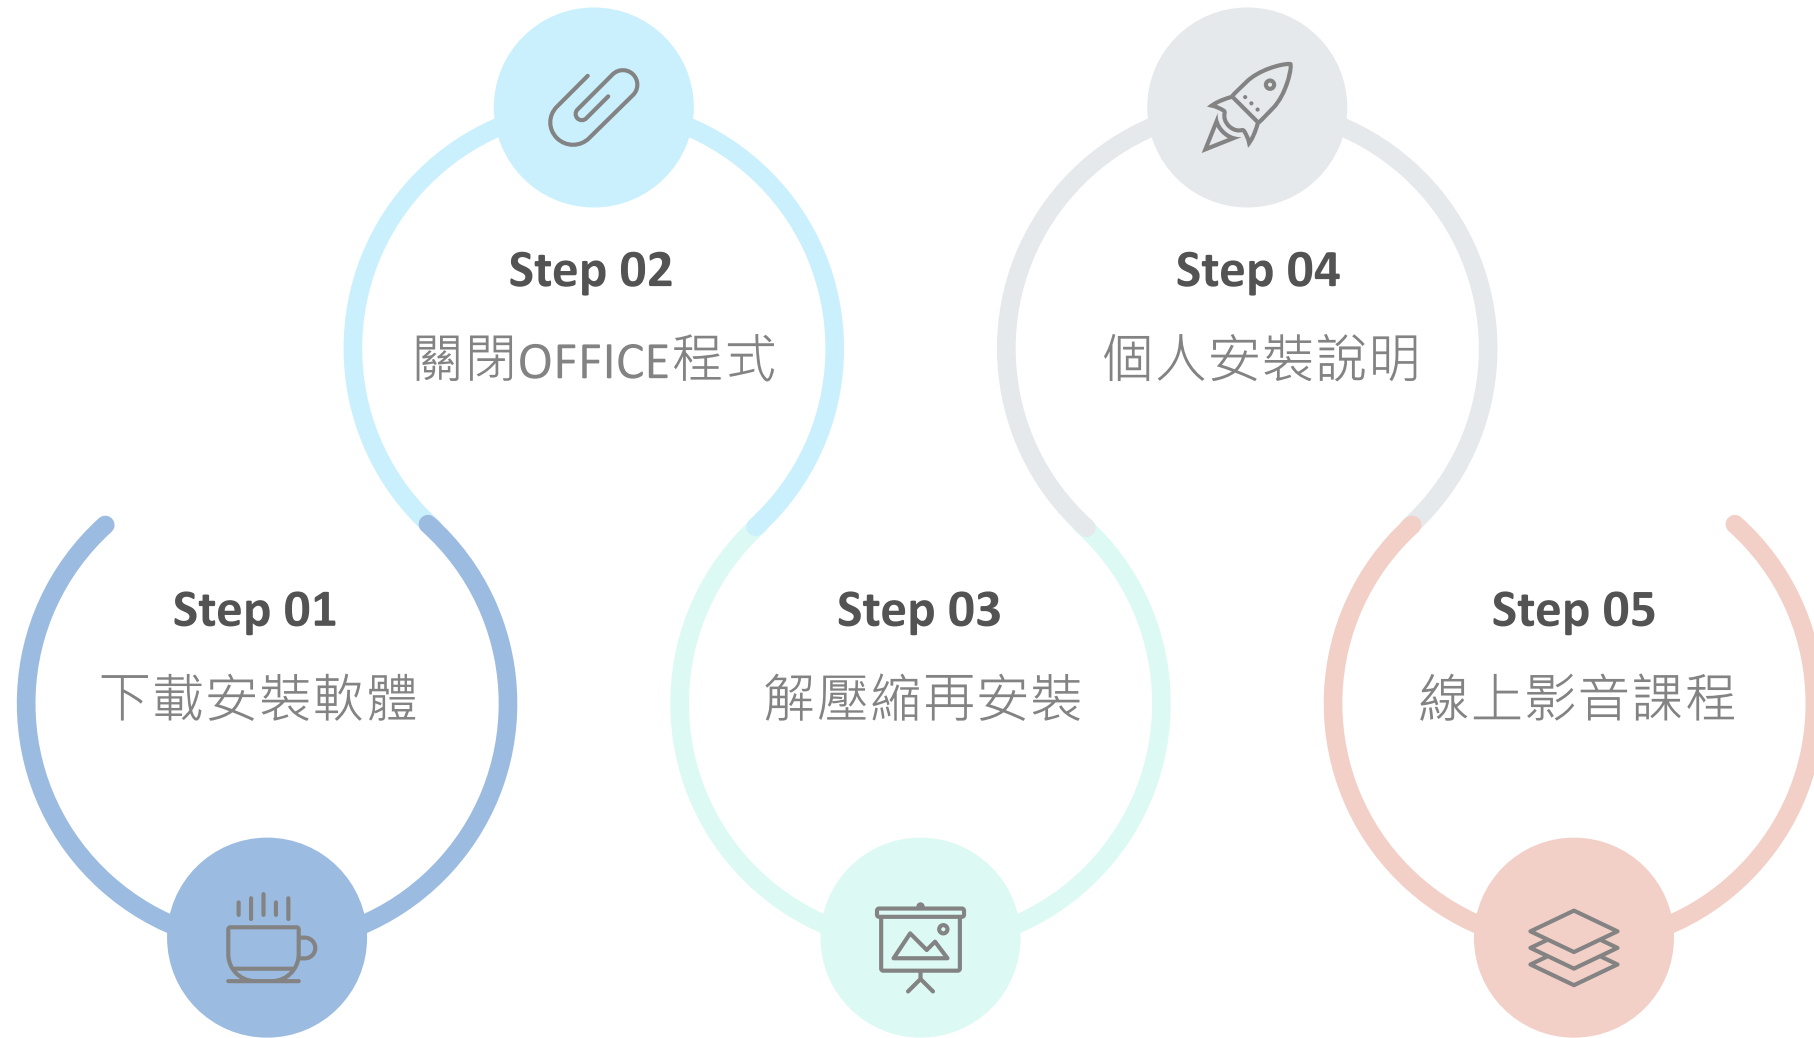 Step 01
下載安裝軟體
Step 02
關閉OFFICE程式
Step 03
解壓縮再安裝
Step 04
個人安裝說明
Step 05
線上影音課程